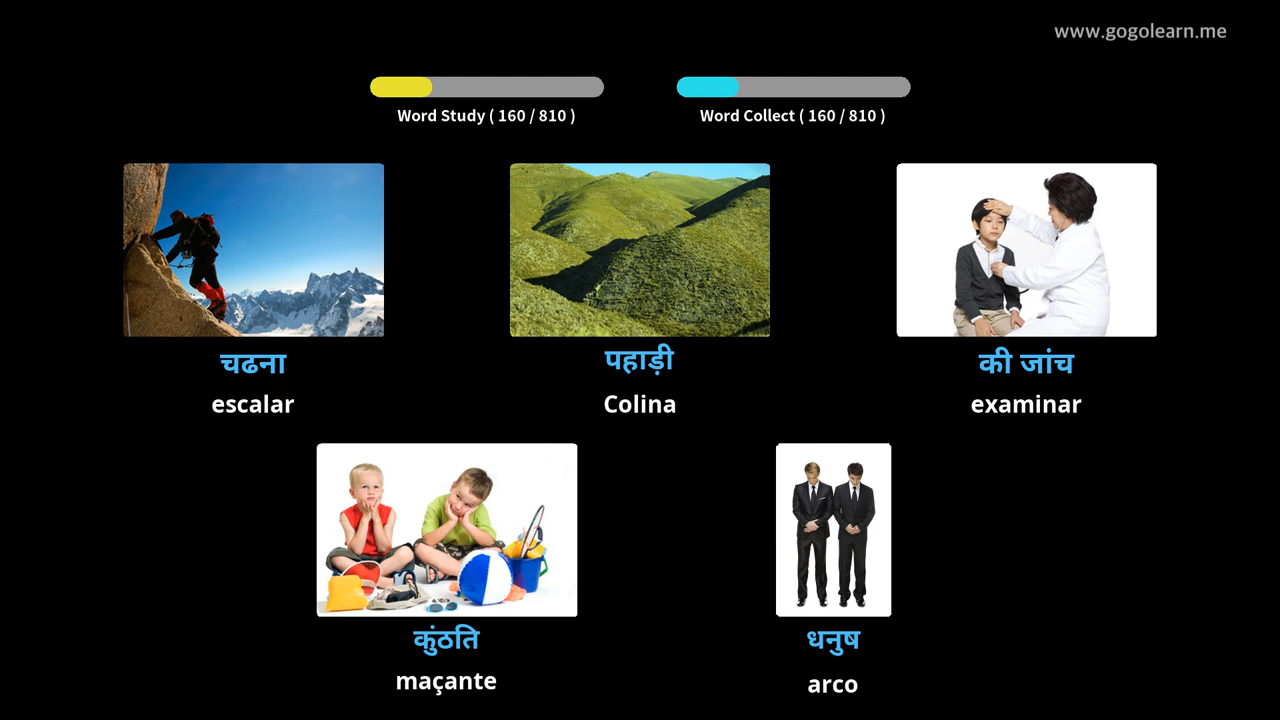 www.gogolearn.me
Word Study ( 160 / 810 )
Word Collect ( 160 / 810 )
चढना
पहाड़ी
की जांच
escalar
Colina
examinar
कुंठति
धनुष
maçante
arco